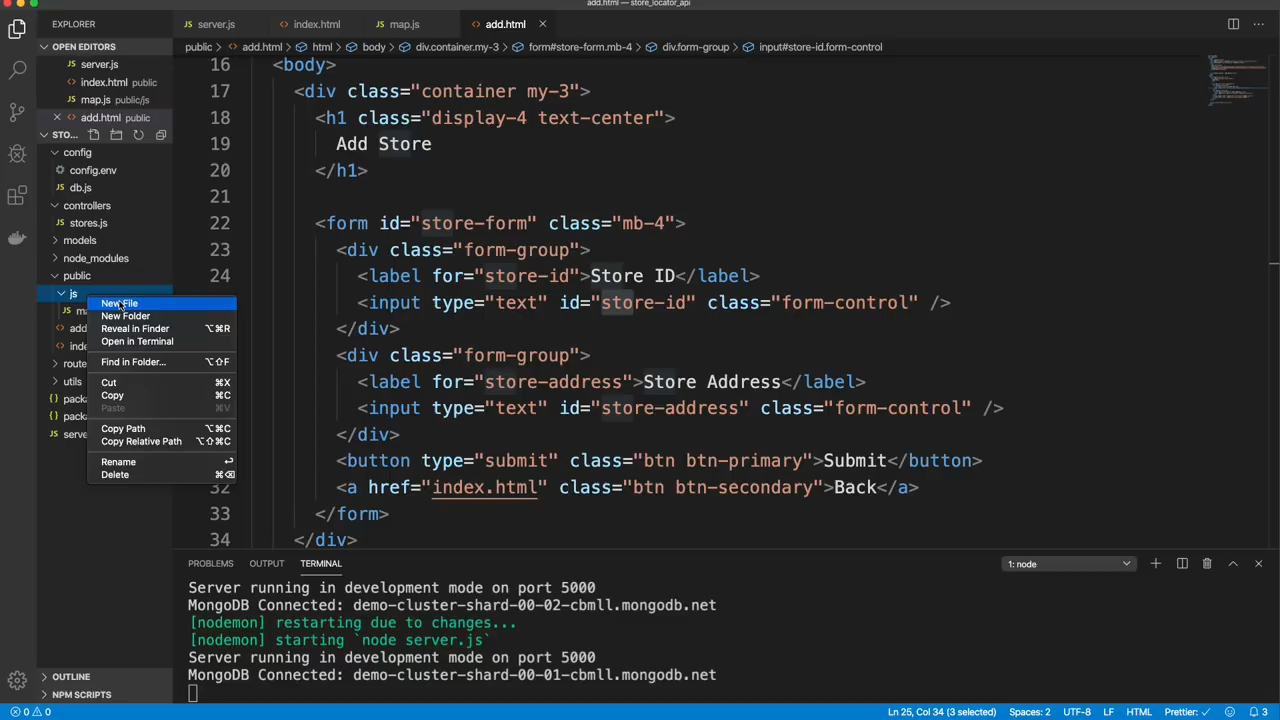 add.html — store_locator_api
EXPLORER
server.js
index.html
map.js
add.html
OPEN EDITORS
server.js
index.html public
map.js public/js
add.html public
STO...
config
config.env
db.js
controllers
stores.js
models
node_modules
public
js
ma
add
inde
route
utils
packa
packa
serve
New File
New Folder
Reveal in Finder ⌥⌘R
Open in Terminal
Find in Folder... ⌥⇧F
Cut ⌘X
Copy ⌘C
Paste ⌘V
Copy Path ⌥⌘C
Copy Relative Path ⌥⇧⌘C
Rename ↩
Delete ⌘⌫
OUTLINE
NPM SCRIPTS
public > add.html > html > body > div.container.my-3 > form#store-form.mb-4 > div.form-group > input#store-id.form-control
16 <body>
17 <div class="container my-3">
18 <h1 class="display-4 text-center">
19 Add Store
20 </h1>
21
22 <form id="store-form" class="mb-4">
23 <div class="form-group">
24 <label for="store-id">Store ID</label>
<input type="text" id="store-id" class="form-control" />
</div>
<div class="form-group">
<label for="store-address">Store Address</label>
<input type="text" id="store-address" class="form-control" />
</div>
<button type="submit" class="btn btn-primary">Submit</button>
32 <a href="index.html" class="btn btn-secondary">Back</a>
33 </form>
34 </div>
PROBLEMS OUTPUT TERMINAL
1: node
Server running in development mode on port 5000
MongoDB Connected: demo-cluster-shard-00-02-cbmll.mongodb.net
[nodemon] restarting due to changes...
[nodemon] starting `node server.js`
Server running in development mode on port 5000
MongoDB Connected: demo-cluster-shard-00-01-cbmll.mongodb.net
0 0
Ln 25, Col 34 (3 selected) Spaces: 2 UTF-8 LF HTML Prettier: ✓ 3